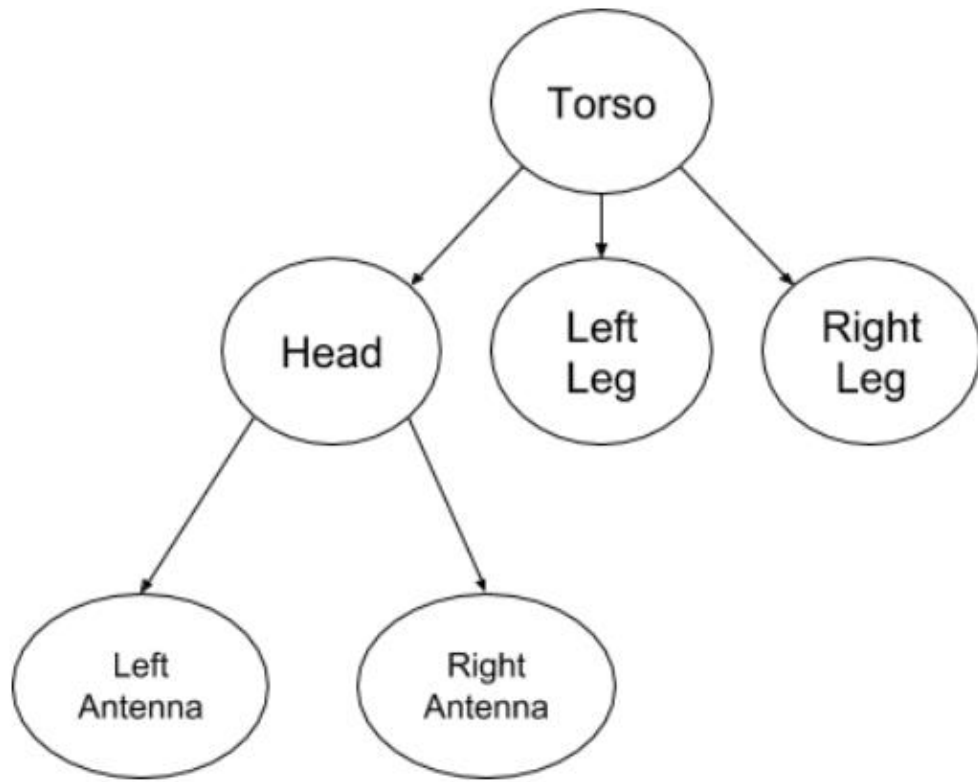 Torso
Head
Left
Leg
Right
Leg
Left
Antenna
Right
Antenna